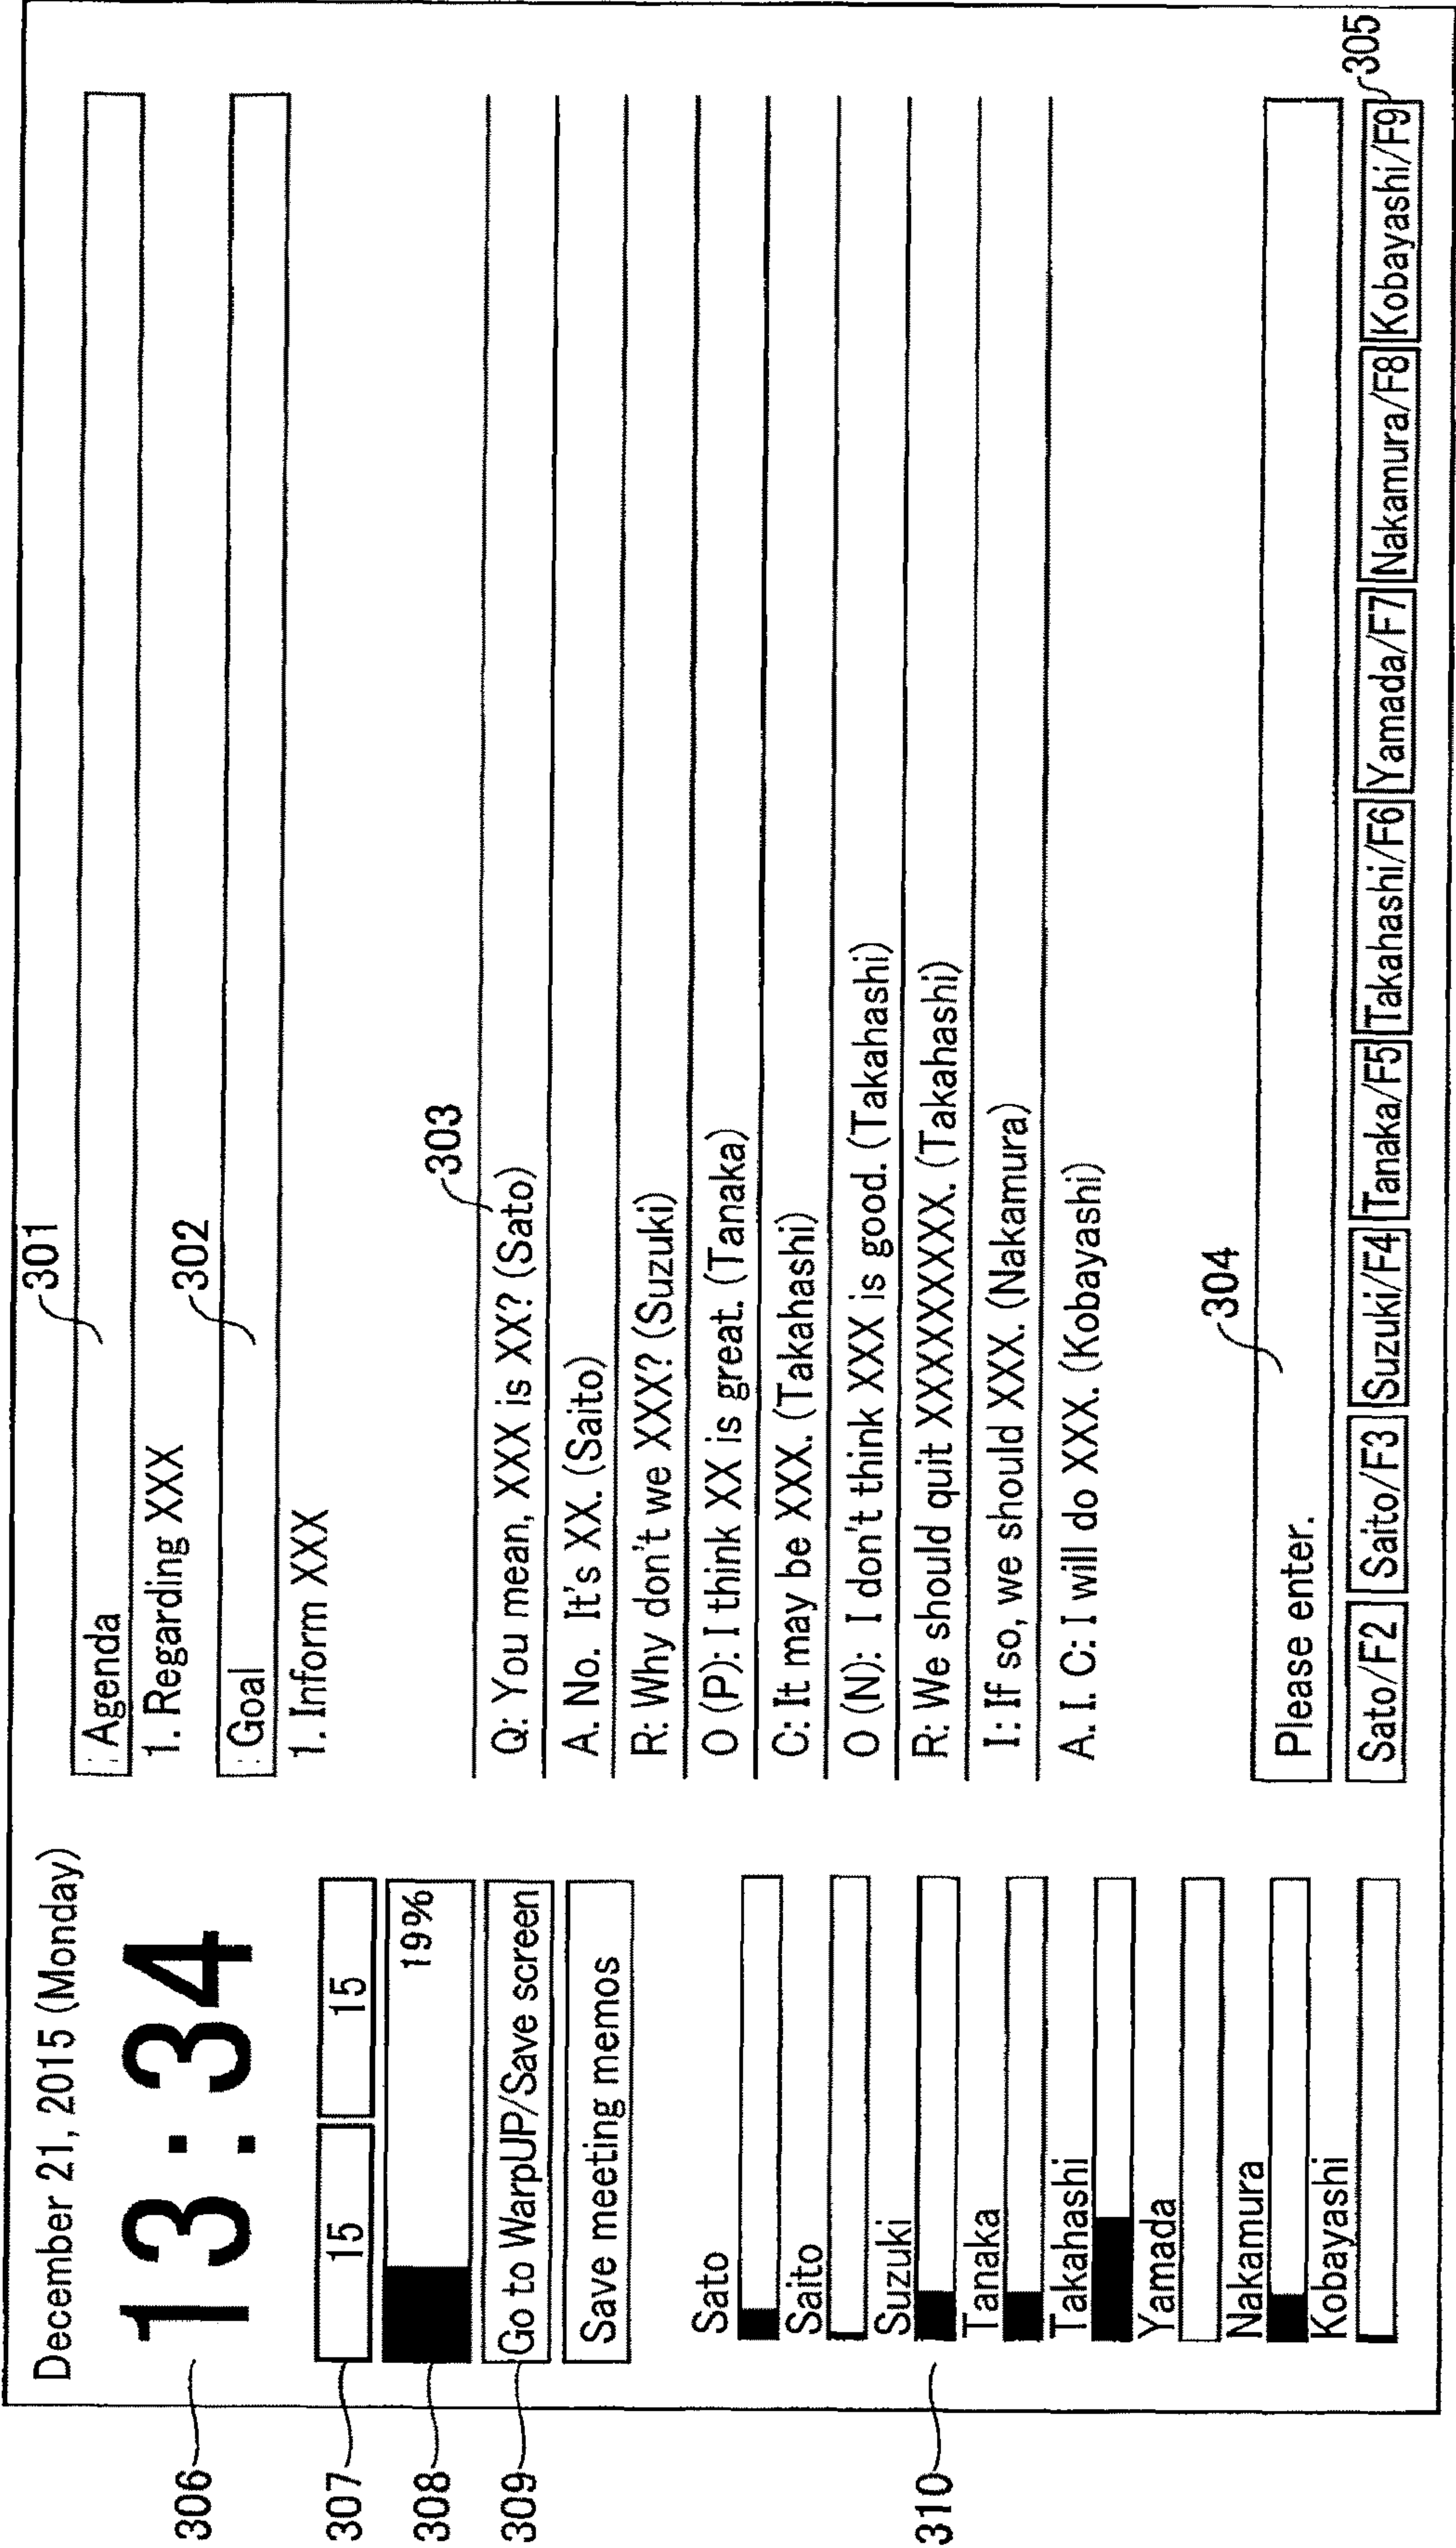 December 21, 2015 (Monday)
306
13:34
307
15
15
308
19%
309
Go to WarpUP/Save screen
Save meeting memos
310
Sato
Saito
Suzuki
Tanaka
Takahashi
Yamada
Nakamura
Kobayashi
301
Agenda
1. Regarding XXX
302
Goal
1. Inform XXX
303
Q: You mean, XXX is XX? (Sato)
A. No. It's XX. (Saito)
R: Why don't we XXX? (Suzuki)
O (P): I think XX is great. (Tanaka)
C: It may be XXX. (Takahashi)
O (N): I don't think XXX is good. (Takahashi)
R: We should quit XXXXXXXX. (Takahashi)
I: If so, we should XXX. (Nakamura)
A. I. C: I will do XXX. (Kobayashi)
304
Please enter.
Sato/F2 Saito/F3 Suzuki/F4 Tanaka/F5 Takahashi/F6 Yamada/F7 Nakamura/F8 Kobayashi/F9
305